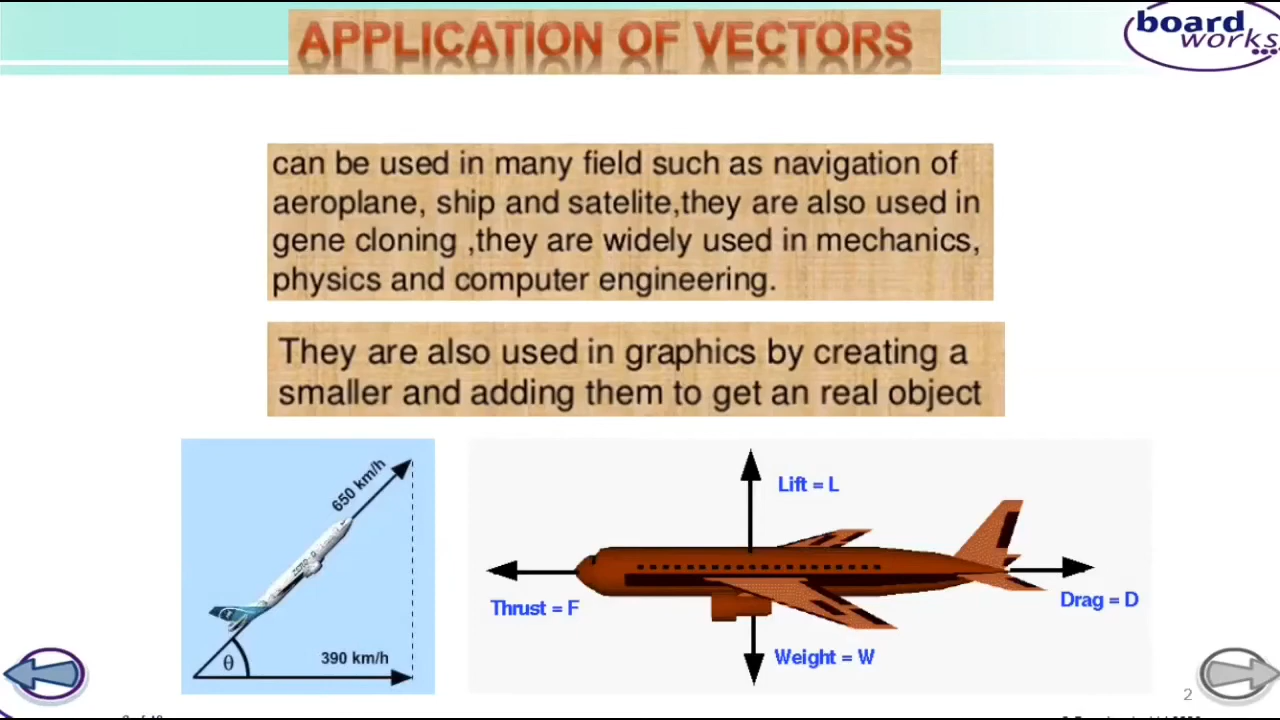 APPLICATION OF VECTORS
board
works
can be used in many field such as navigation of
aeroplane, ship and satelite,they are also used in
gene cloning ,they are widely used in mechanics,
physics and computer engineering.
They are also used in graphics by creating a
smaller and adding them to get an real object
650 km/h
θ
390 km/h
Lift = L
Thrust = F
Drag = D
Weight = W
2